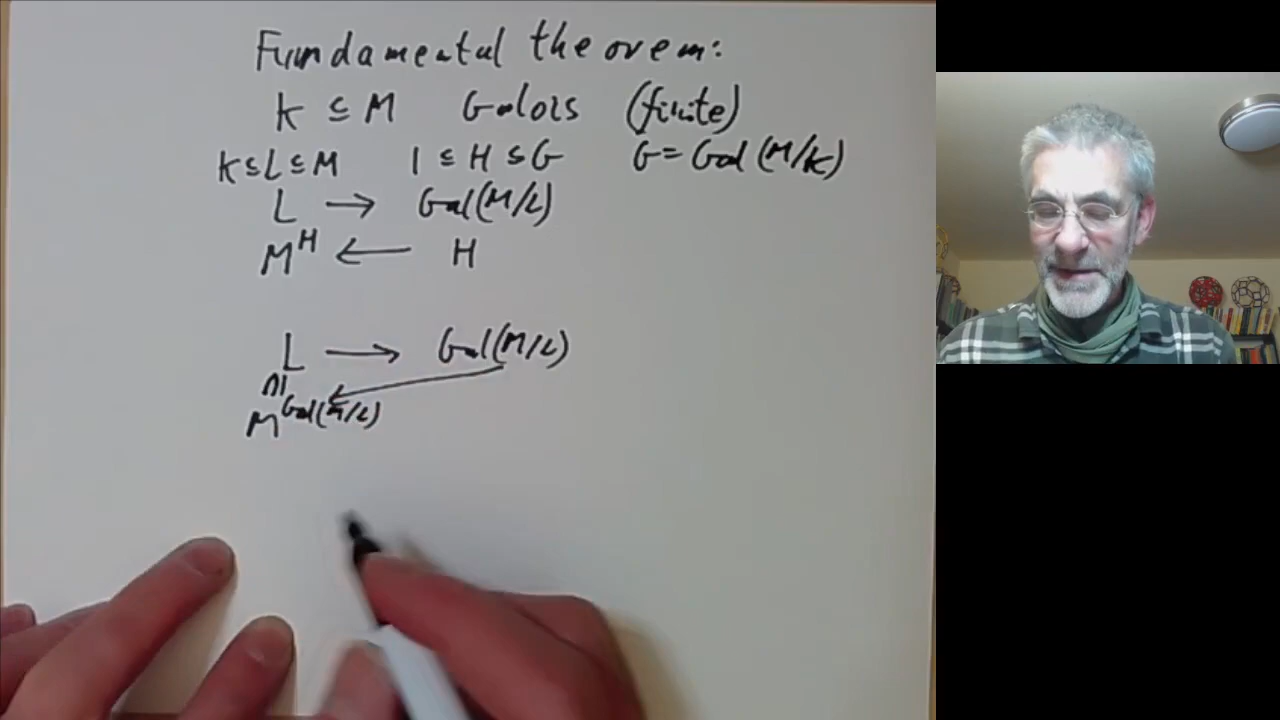 Fundamental theorem:
K ⊆ M Galois (finite)
K ⊆ L ⊆ M 1 ⊆ H ⊆ G G = Gal(M/K)
L → Gal(M/L)
M^H ← H
L → Gal(M/L)
∩|
M^Gal(M/L)